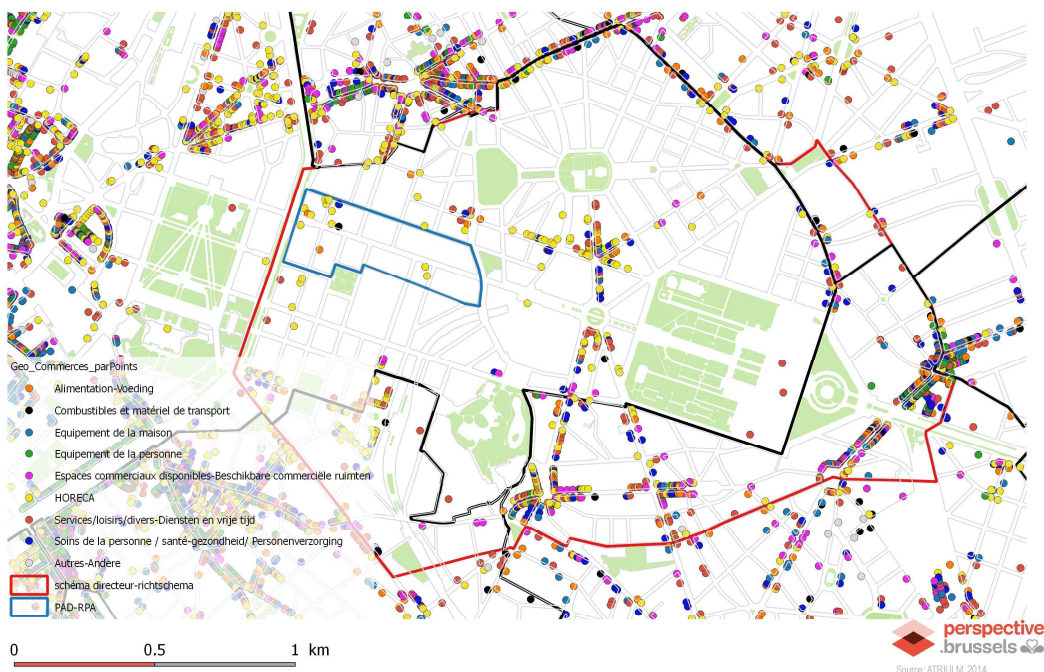 Geo_Commerces_parPoints
Alimentation-Voeding
Combustibles et matériel de transport
Equipement de la maison
Equipement de la personne
Espaces commerciaux disponibles-Beschikbare commerciële ruimten
HORECA
Services/loisirs/divers-Diensten en vrije tijd
Soins de la personne / santé-gezondheid/ Personenverzorging
Autres-Andere
schéma directeur-richtschema
PAD-RPA
0 0.5 1 km
perspective
.brussels
Source: ATRIUM, 2014